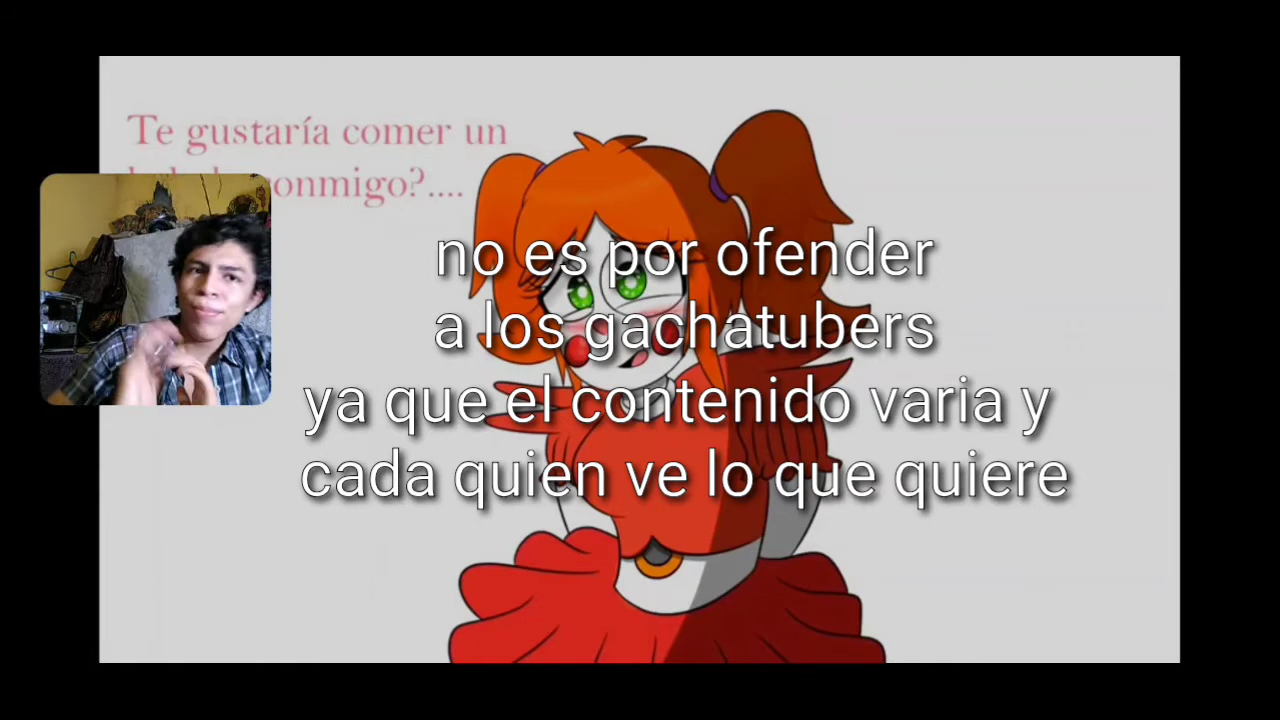 Te gustaría comer un
conmigo?....
no es por ofender
a los gachatubers
ya que el contenido varia y
cada quien ve lo que quiere